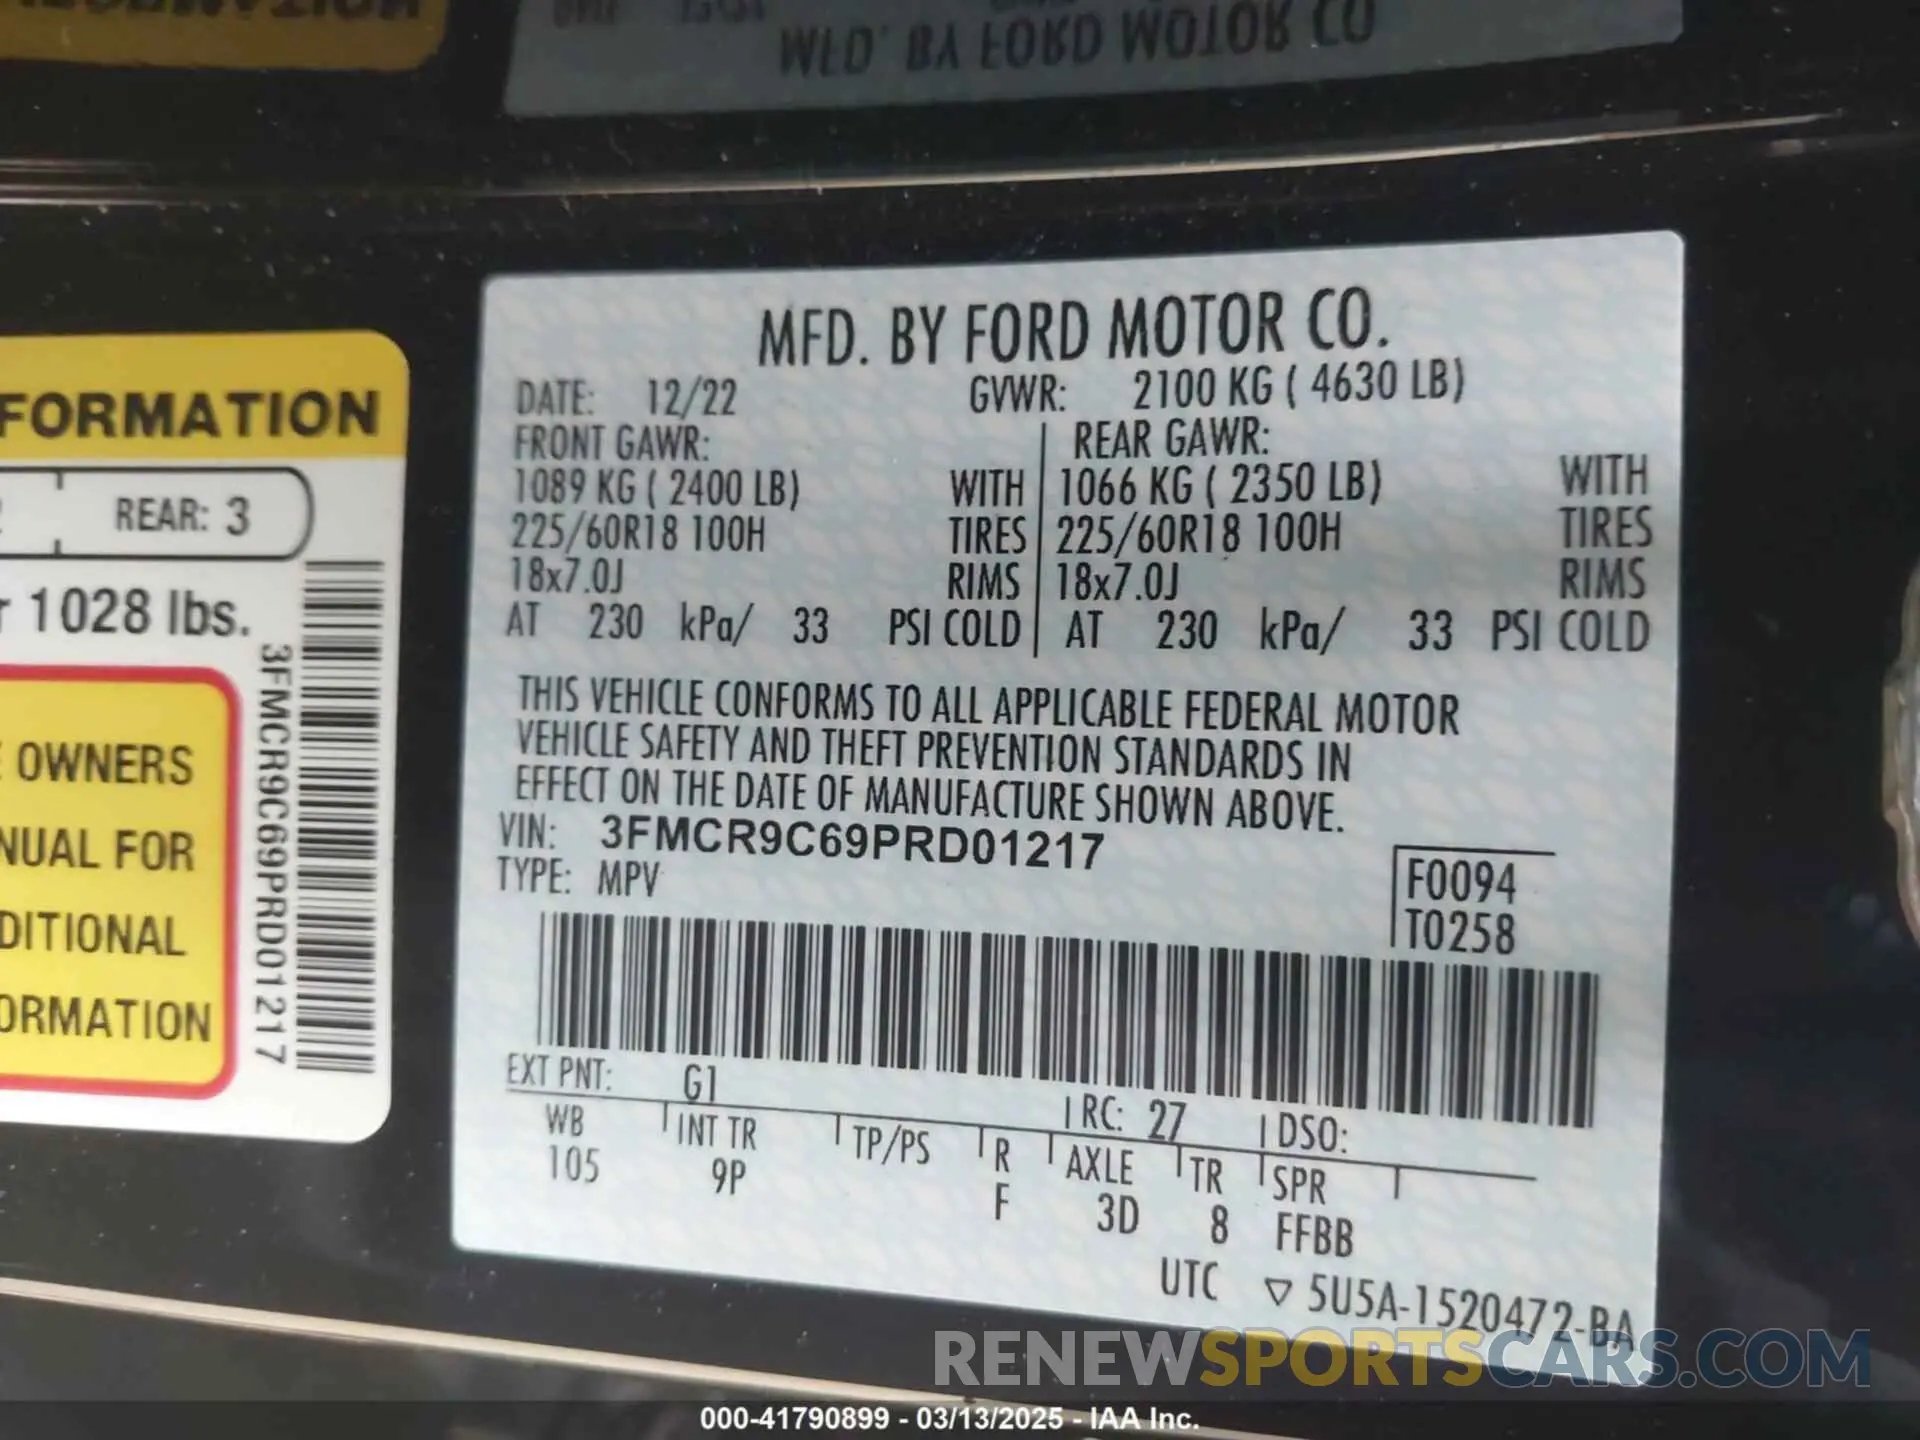 MFD. BY FORD MOTOR CO
FORMATION
REAR: 3
1028 lbs.
OWNERS
NUAL FOR
DITIONAL
ORMATION
3FMCR9C69PRD01217
MFD. BY FORD MOTOR CO.
DATE: 12/22 GVWR: 2100 KG ( 4630 LB)
FRONT GAWR: REAR GAWR:
1089 KG ( 2400 LB) WITH 1066 KG ( 2350 LB) WITH
225/60R18 100H TIRES 225/60R18 100H TIRES
18x7.0J RIMS 18x7.0J RIMS
AT 230 kPa/ 33 PSI COLD AT 230 kPa/ 33 PSI COLD
THIS VEHICLE CONFORMS TO ALL APPLICABLE FEDERAL MOTOR
VEHICLE SAFETY AND THEFT PREVENTION STANDARDS IN
EFFECT ON THE DATE OF MANUFACTURE SHOWN ABOVE.
VIN: 3FMCR9C69PRD01217
TYPE: MPV
F0094
T0258
EXT PNT: G1 RC: 27 DSO:
WB INT TR TP/PS R AXLE TR SPR
105 9P F 3D 8 FFBB
UTC ▽ 5U5A-1520472-BA
RENEWSPORTSCARS.COM
000-41790899 - 03/13/2025 - IAA Inc.